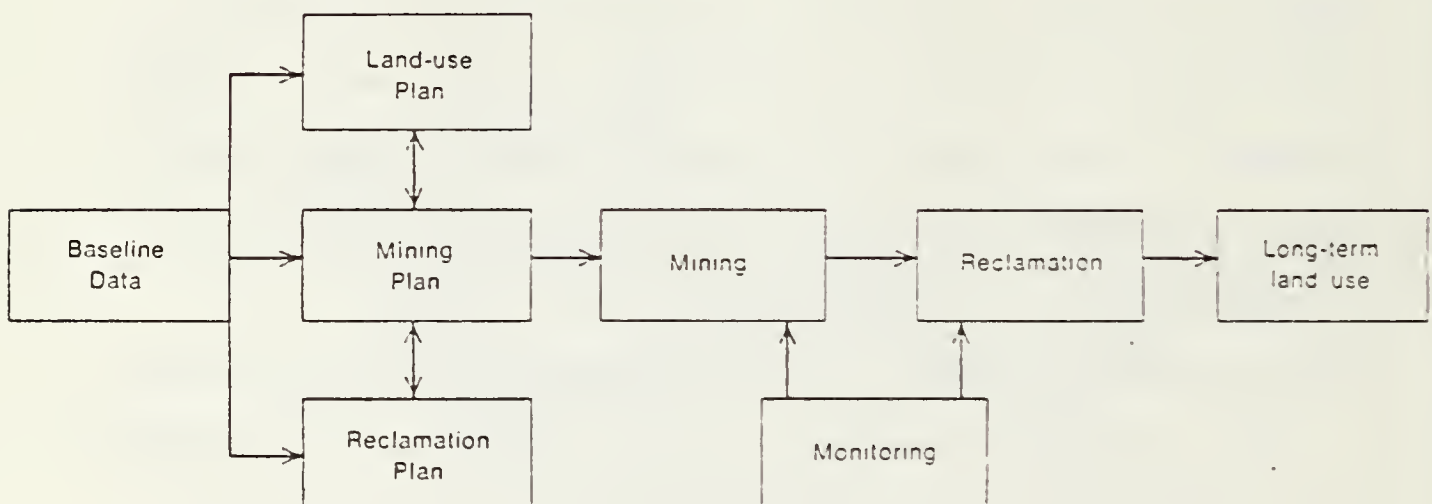 Land-use
Plan
Baseline
Data
Mining
Plan
Mining
Reclamation
Long-term
land use
Reclamation
Plan
Monitoring